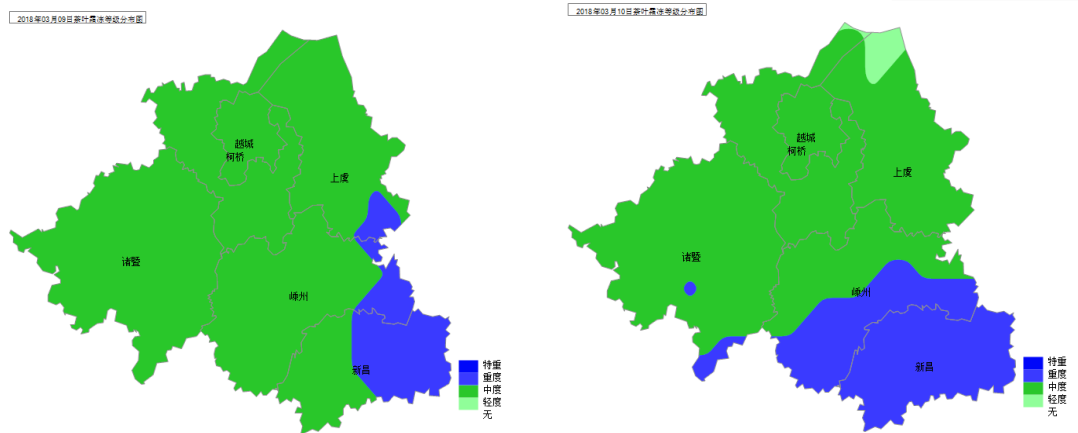 2018年03月09日茶叶霜冻等级分布图
越城
柯桥
上虞
诸暨
嵊州
新昌
特重
重度
中度
轻度
无
2018年03月10日茶叶霜冻等级分布图
越城
柯桥
上虞
诸暨
嵊州
新昌
特重
重度
中度
轻度
无